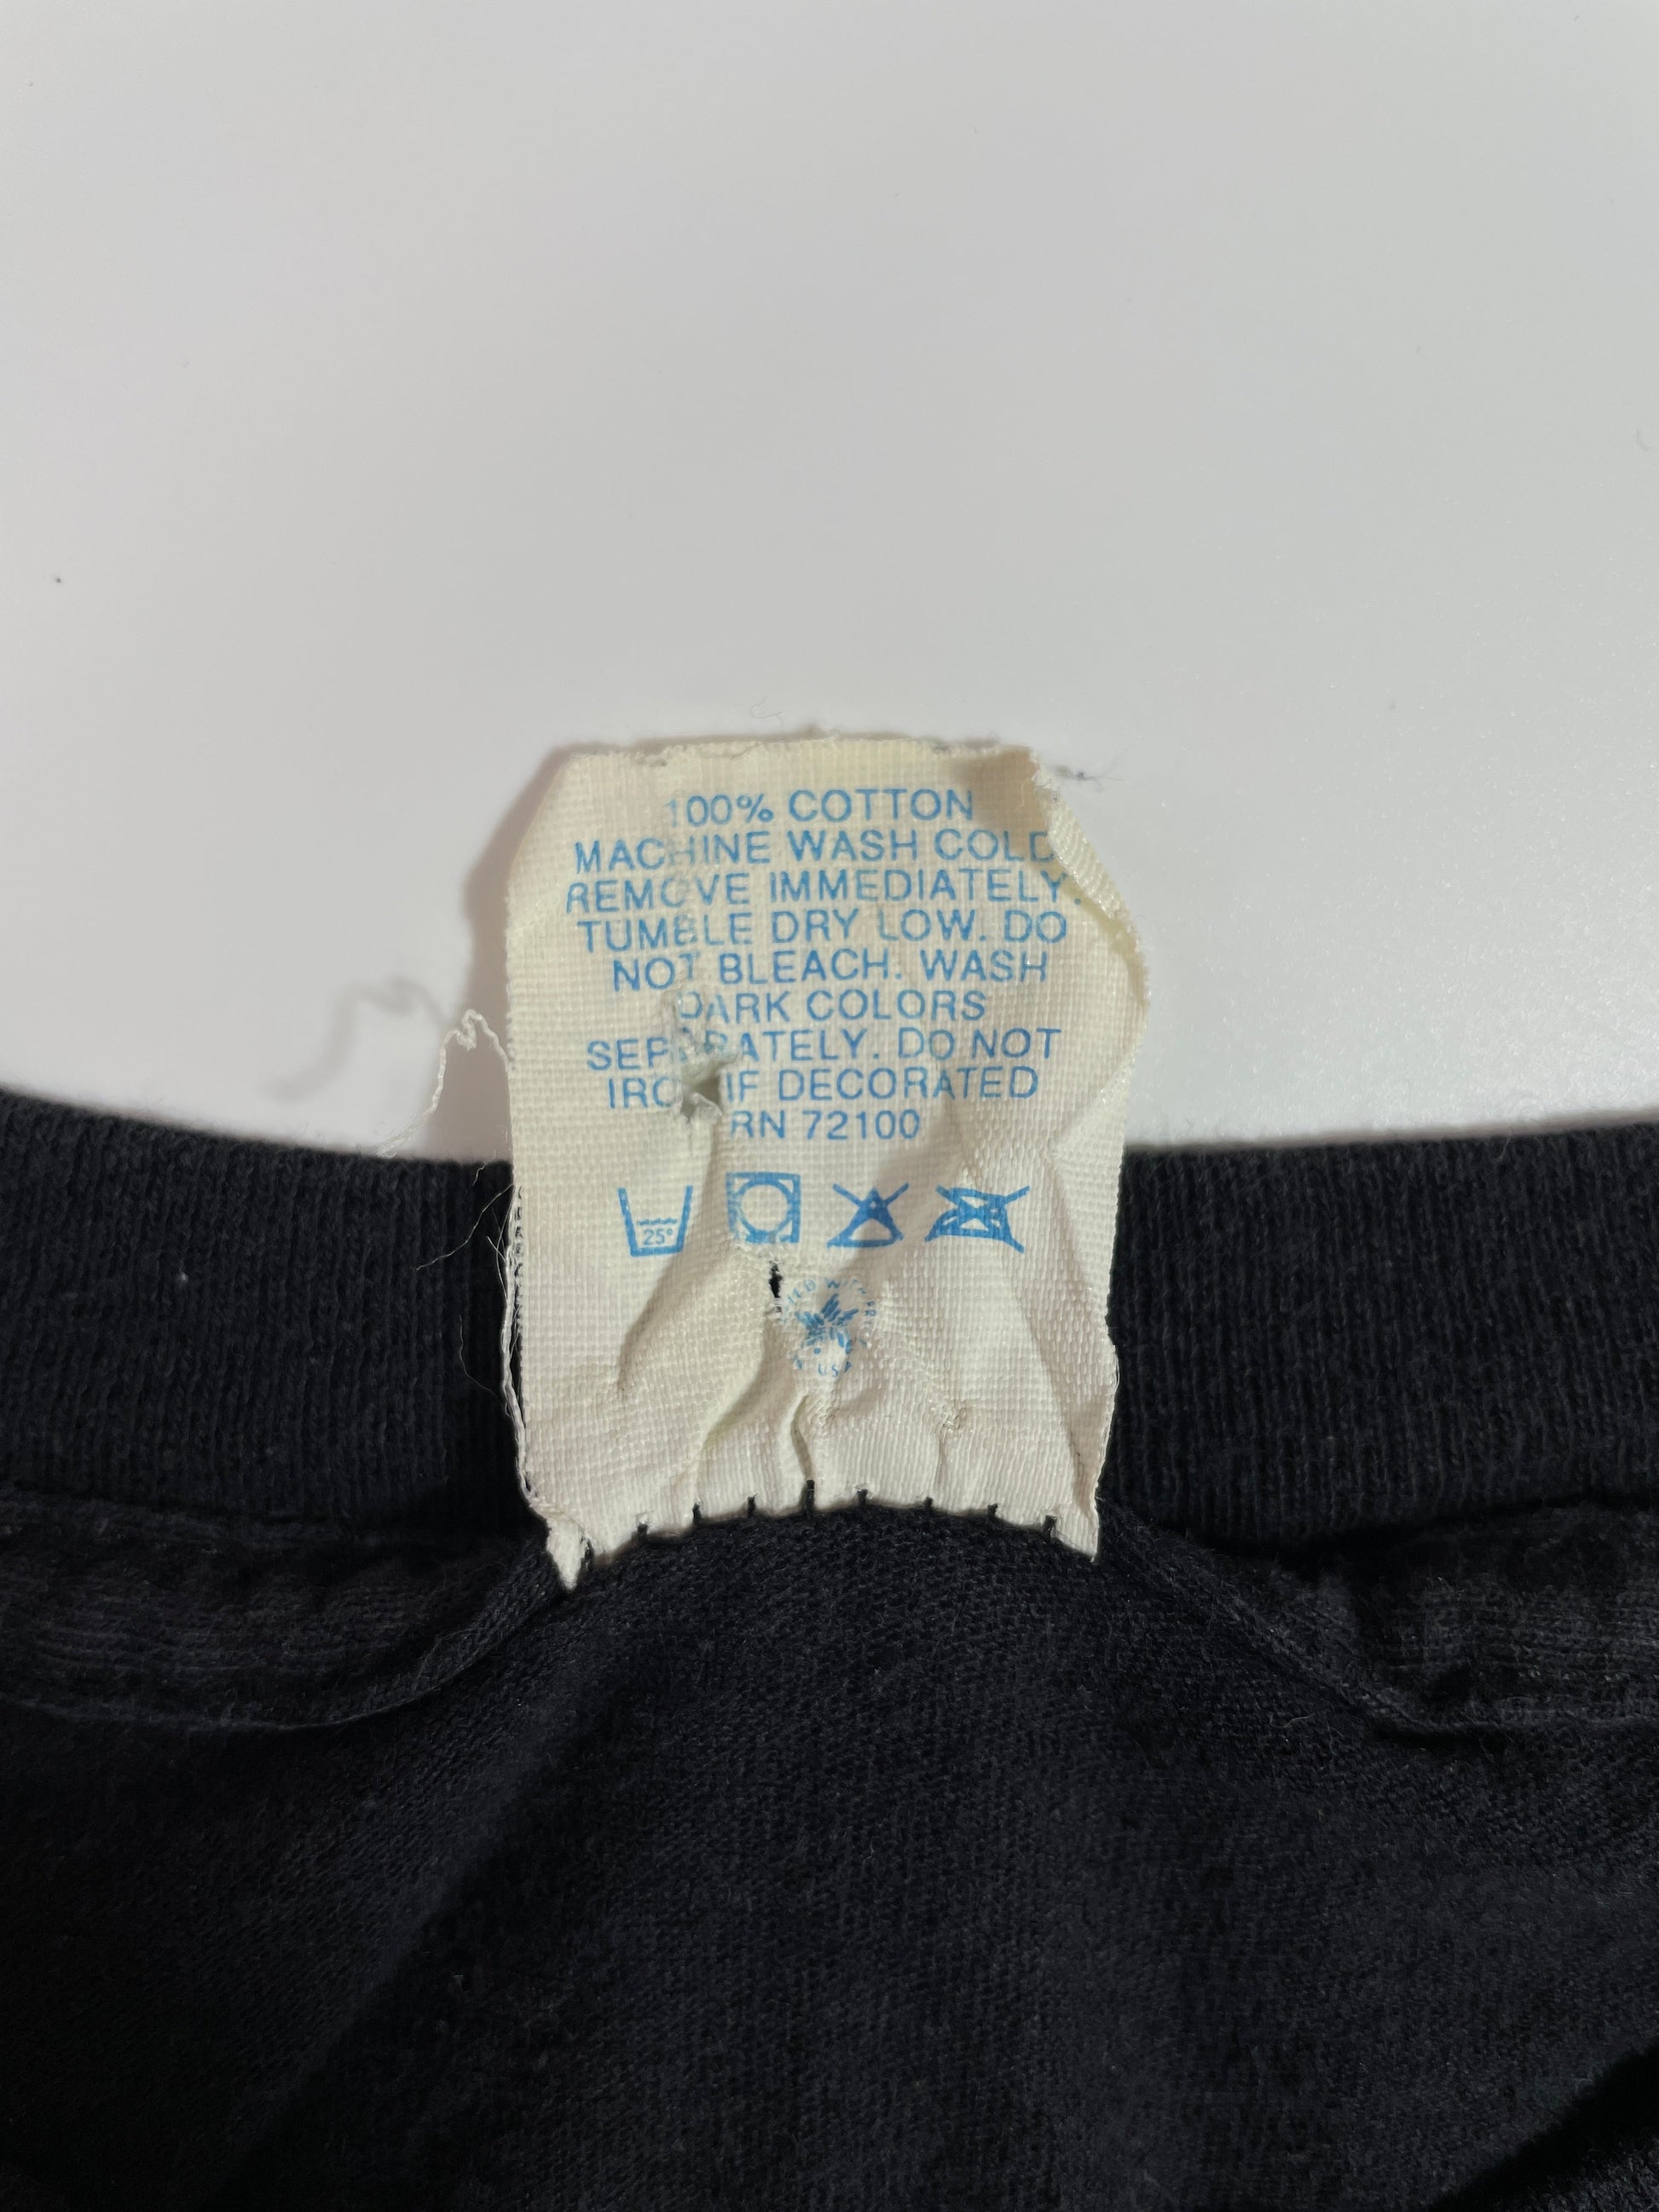 100% COTTON
MACHINE WASH COLD
REMOVE IMMEDIATELY.
TUMBLE DRY LOW. DO
NOT BLEACH. WASH
DARK COLORS
SEPARATELY. DO NOT
IRON IF DECORATED
RN 72100
25°
USA